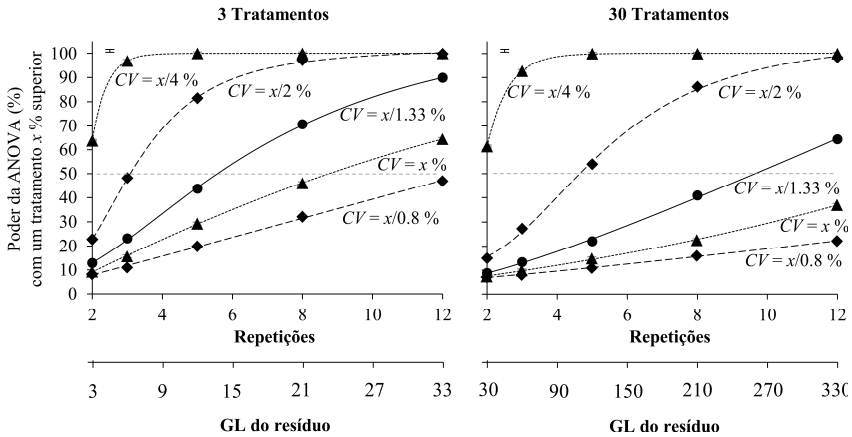 3 Tratamentos
30 Tratamentos
Poder da ANOVA (%)
com um tratamento x % superior
100
90
80
70
60
50
40
30
20
10
0
CV = x/4 %
CV = x/2 %
CV = x/1.33 %
CV = x %
CV = x/0.8 %
2 4 6 8 10 12
Repetições
3 9 15 21 27 33
GL do resíduo
CV = x/4 %
CV = x/2 %
CV = x/1.33 %
CV = x %
CV = x/0.8 %
2 4 6 8 10 12
Repetições
30 90 150 210 270 330
GL do resíduo